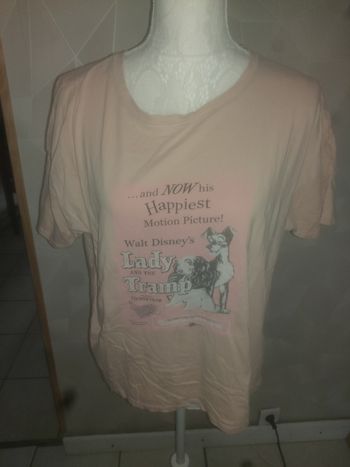 ...and NOW his
Happiest
Motion Picture!
Walt Disney's
Lady
AND THE
Tramp